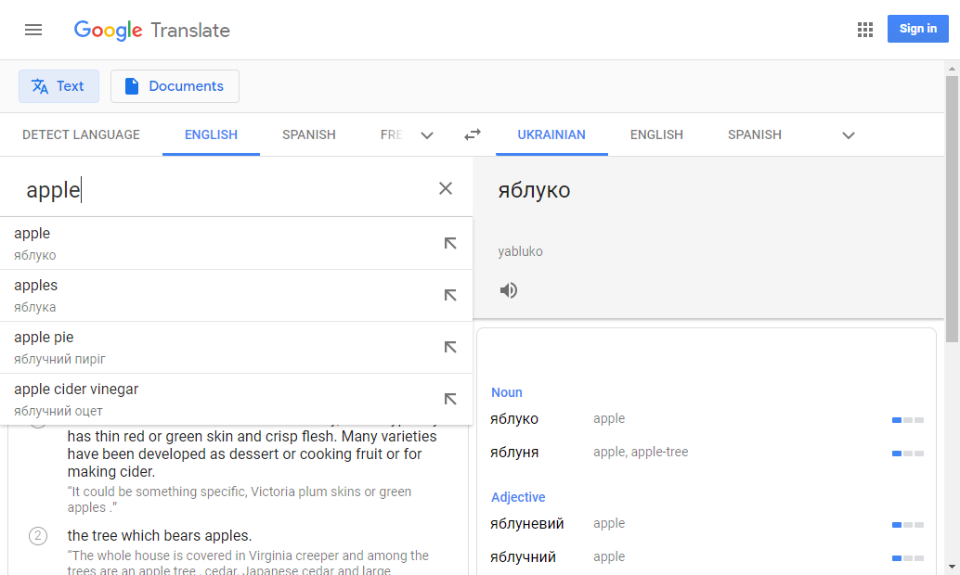 Google Translate
Sign in
Text
Documents
DETECT LANGUAGE
ENGLISH
SPANISH
UKRAINIAN
ENGLISH
SPANISH
apple
apple
яблуко
apples
яблука
apple pie
яблучний пиріг
apple cider vinegar
яблучний оцет
has thin red or green skin and crisp flesh. Many varieties
have been developed as dessert or cooking fruit or for
making cider.
"It could be something specific, Victoria plum skins or green
apples ."
2
the tree which bears apples.
"The whole house is covered in Virginia creeper and among the
trees are an apple tree , cedar, Japanese cedar and large
яблуко
yabluko
Noun
яблуко apple
яблуня apple, apple-tree
Adjective
яблуневий apple
яблучний apple